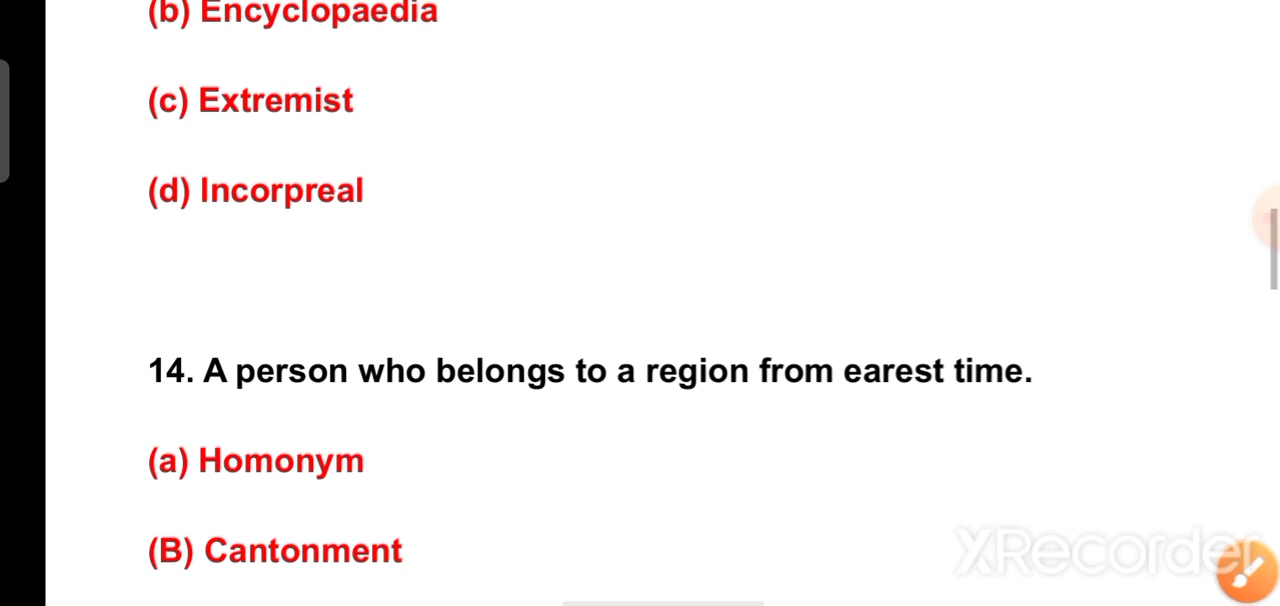 (b) Encyclopaedia
(c) Extremist
(d) Incorpreal
14. A person who belongs to a region from earest time.
(a) Homonym
(B) Cantonment
XRecorder